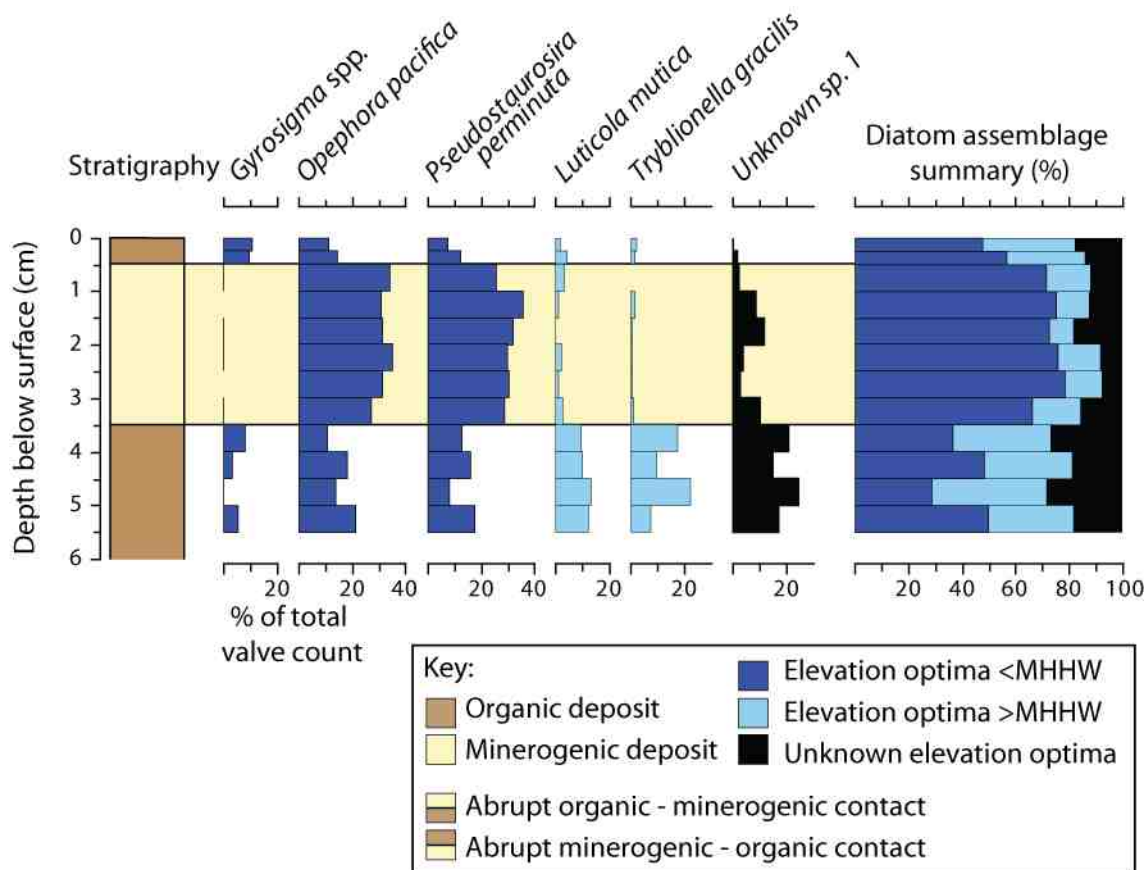 Stratigraphy
Gyrosigma spp.
Opephora pacifica
Pseudostaurosira
perminuta
Luticola mutica
Tryblionella gracilis
Unknown sp. 1
Diatom assemblage
summary (%)
Depth below surface (cm)
0
1
2
3
4
5
6
20
20 40
20 40
20
20
20
20 40 60 80 100
% of total
valve count
Key:
Organic deposit
Minerogenic deposit
Abrupt organic - minerogenic contact
Abrupt minerogenic - organic contact
Elevation optima <MHHW
Elevation optima >MHHW
Unknown elevation optima